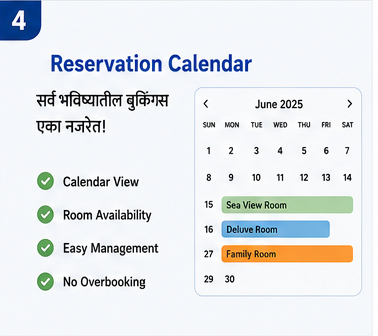 4
Reservation Calendar
सर्व भविष्यातील बुकिंगस
एका नजरेत!
Calendar View
Room Availability
Easy Management
No Overbooking
< June 2025 >
SUN MON TUE WED THU FRI SAT
1 2 3 4 5 6 7
8 9 10 11 12 13 14
15 Sea View Room
16 Deluve Room
27 Family Room
29 30